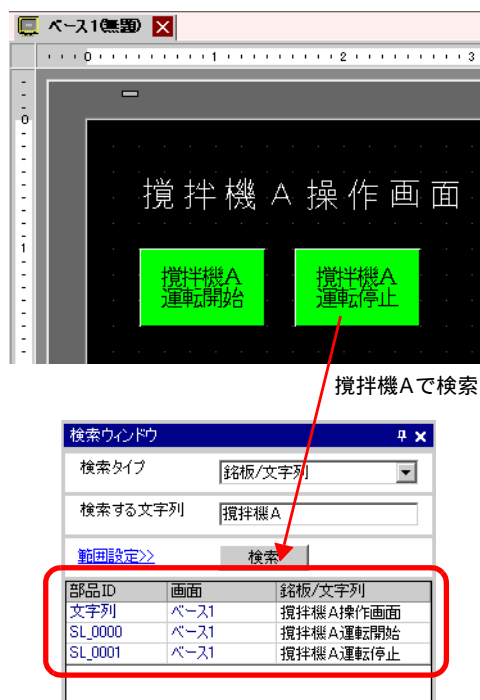 ベース1(無題)
0 1 2 3
0
1
攪拌機A操作画面
攪拌機A
運転開始
攪拌機A
運転停止
攪拌機Aで検索
検索ウィンドウ
検索タイプ 銘板/文字列
検索する文字列 攪拌機A
範囲設定>> 検索
部品ID 画面 銘板/文字列
文字列 ベース1 攪拌機A操作画面
SL_0000 ベース1 攪拌機A運転開始
SL_0001 ベース1 攪拌機A運転停止